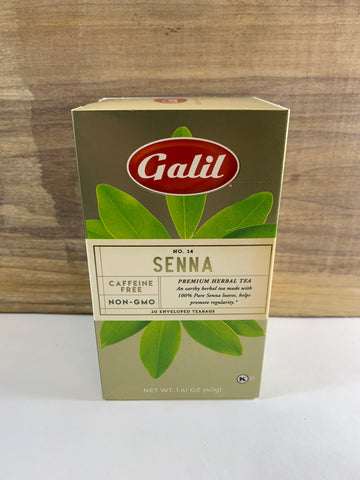 Galil
NO. 14
SENNA
CAFFEINE
FREE
NON-GMO
PREMIUM HERBAL TEA
An earthy herbal tea made with
100% Pure Senna leaves, helps
promote regularity.*
20 ENVELOPED TEABAGS
NET WT. 1.41 OZ (40g)